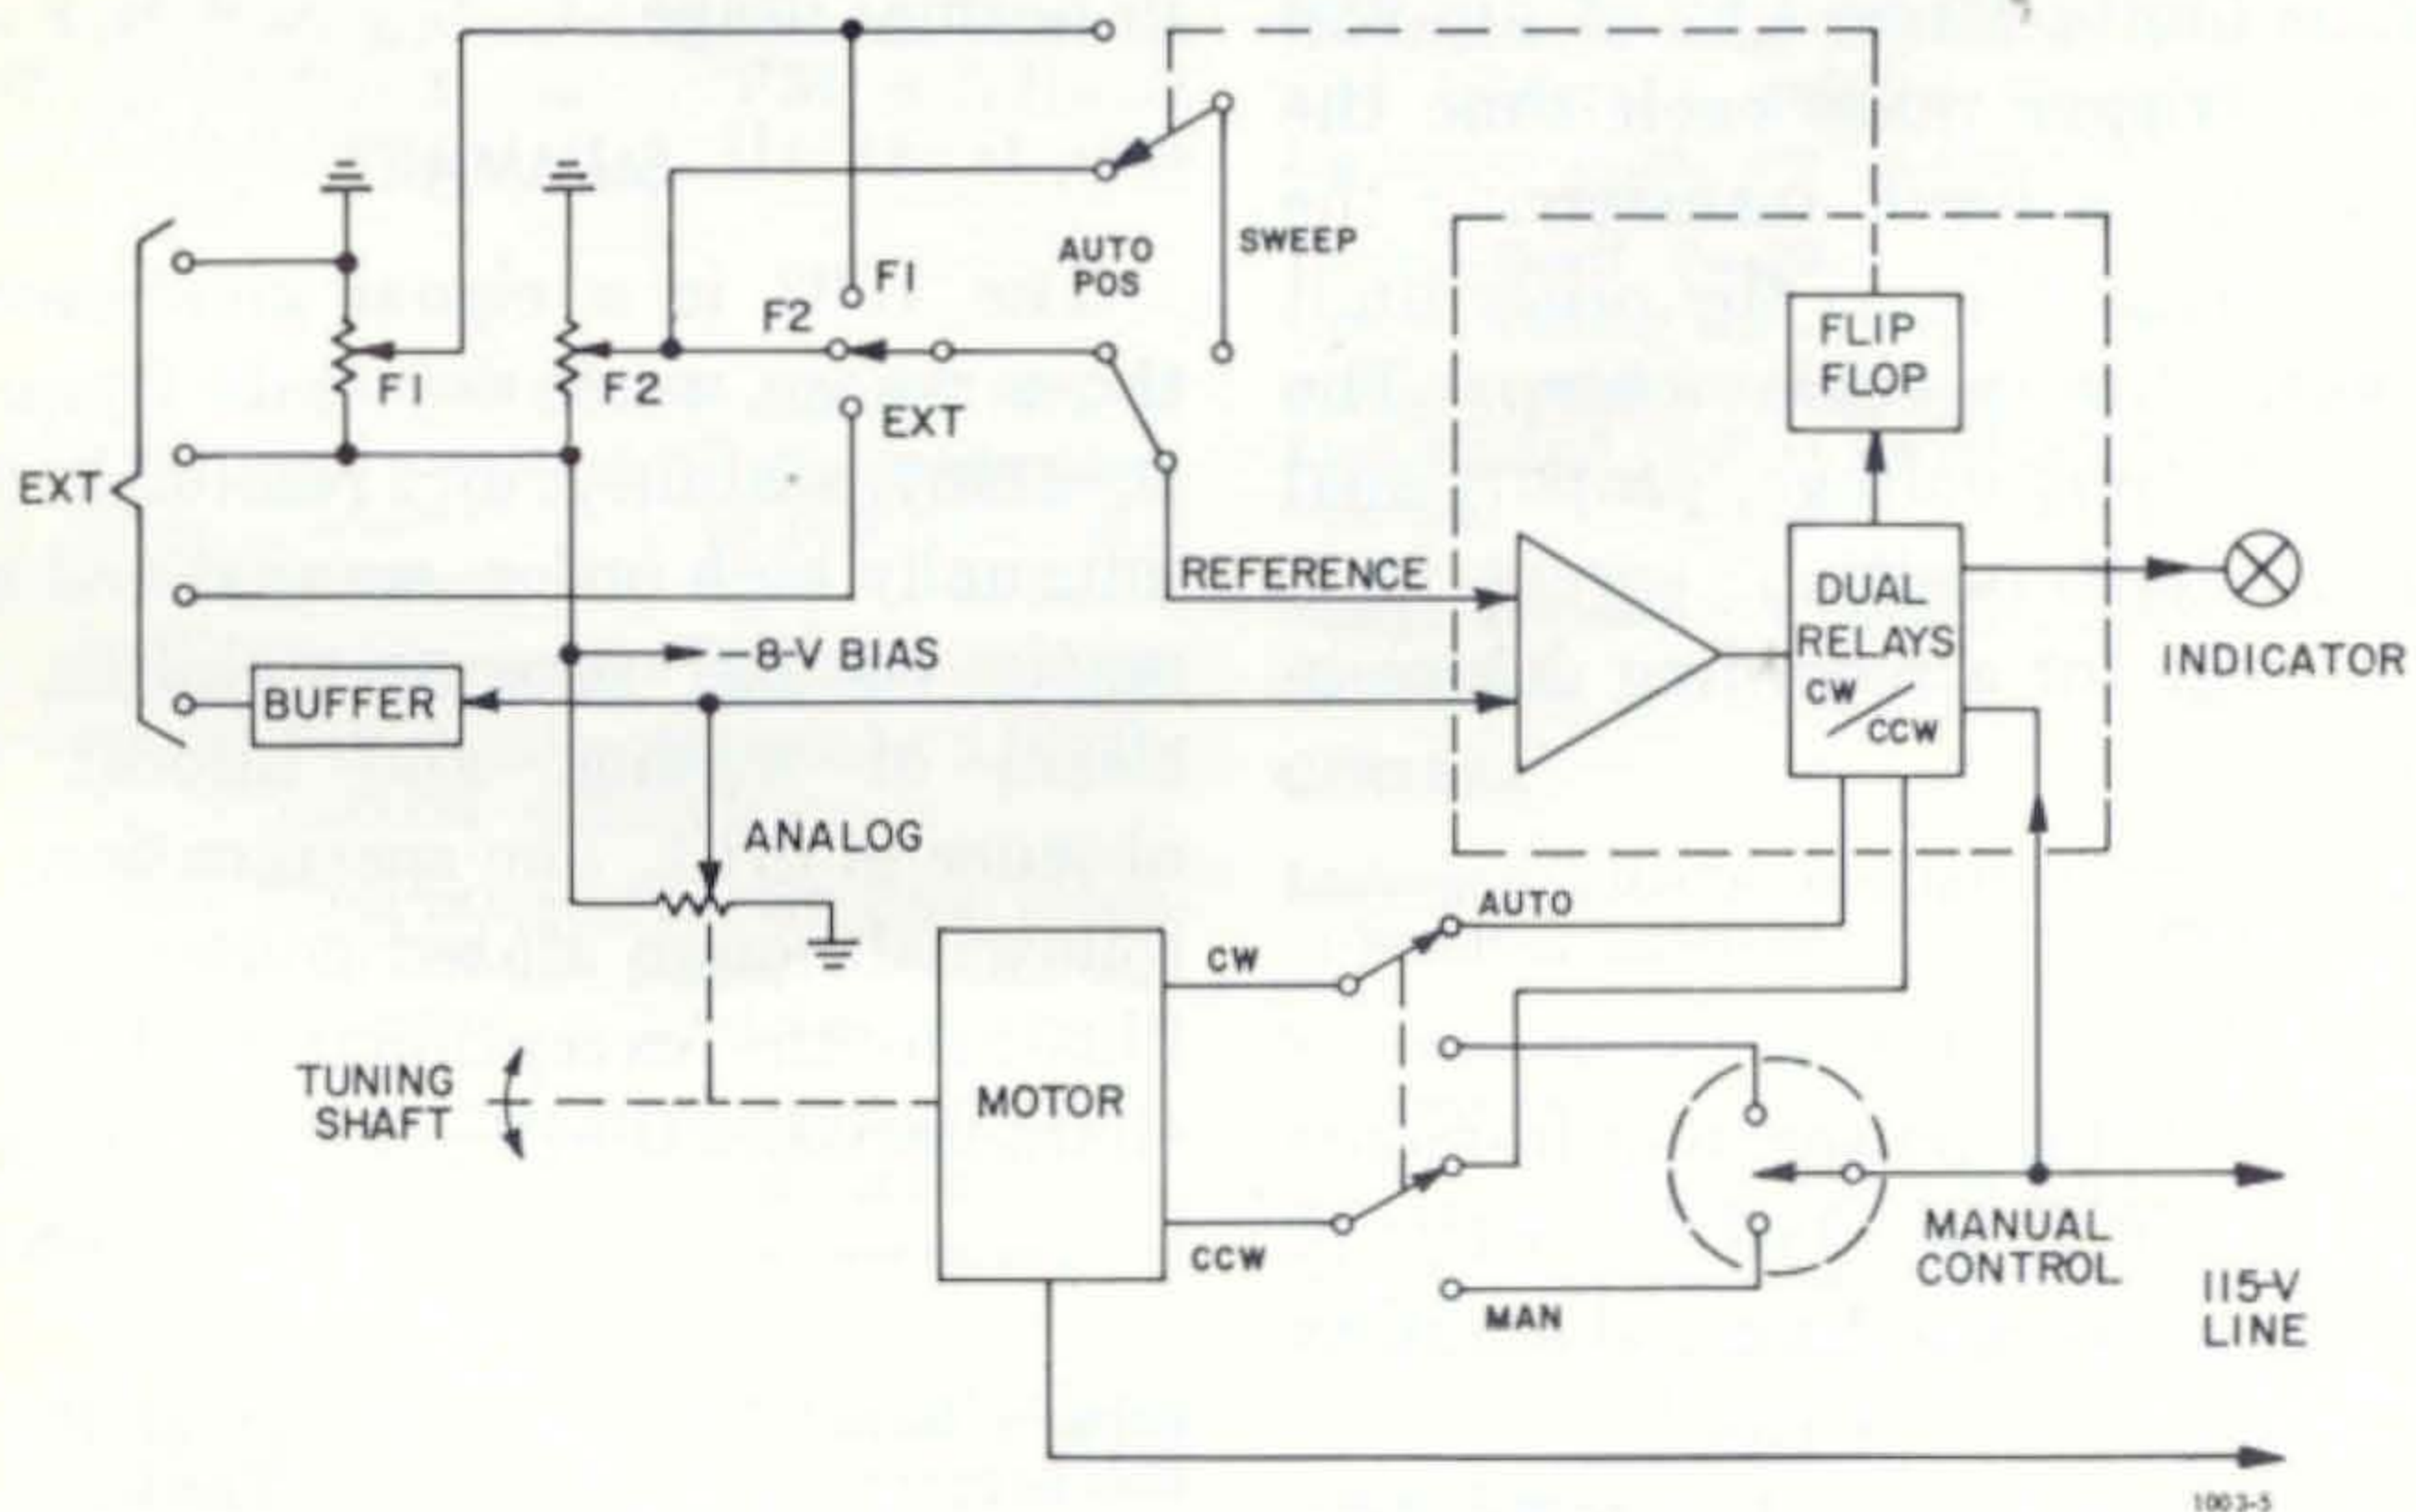 AUTO
POS
SWEEP
F1
F2
F1
F2
EXT
EXT
FLIP
FLOP
REFERENCE
DUAL
RELAYS
CW
CCW
INDICATOR
-8-V BIAS
BUFFER
ANALOG
AUTO
CW
TUNING
SHAFT
MOTOR
CCW
MAN
MANUAL
CONTROL
115-V
LINE
1003-5